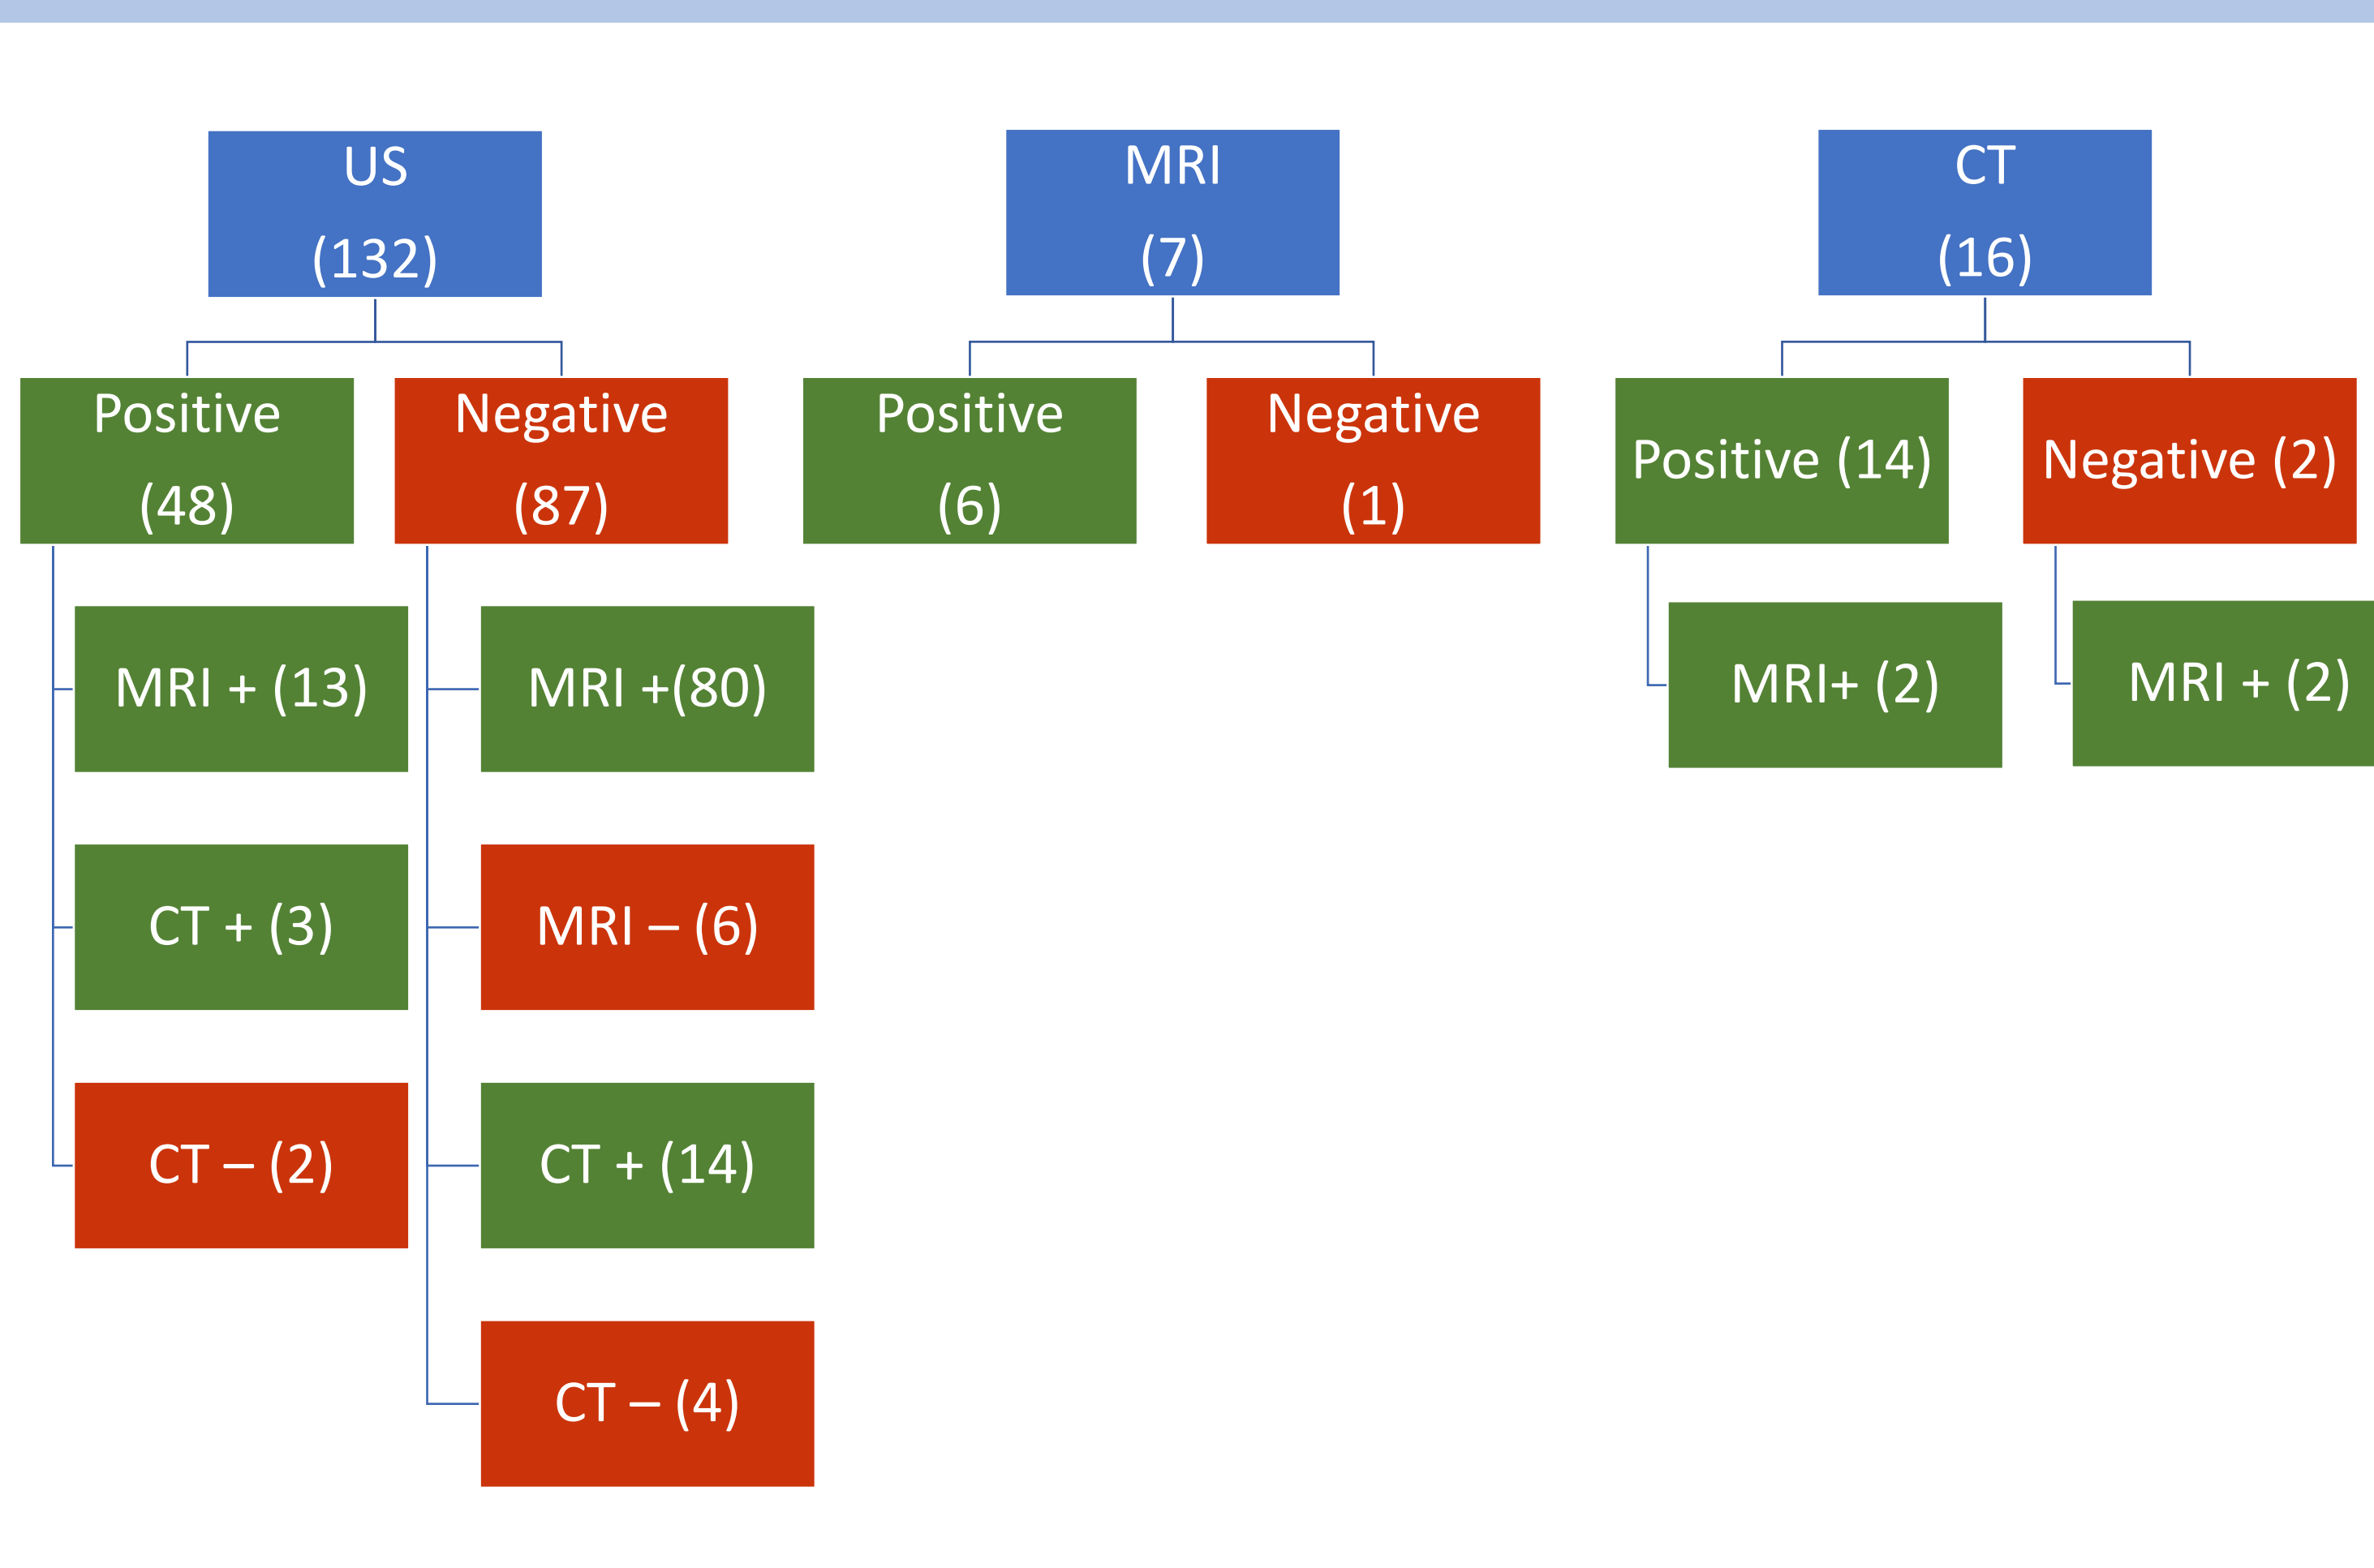 US
(132)
MRI
(7)
CT
(16)
Positive
(48)
Negative
(87)
Positive
(6)
Negative
(1)
Positive (14)
Negative (2)
MRI + (13)
MRI +(80)
MRI+ (2)
MRI + (2)
CT + (3)
MRI – (6)
CT – (2)
CT + (14)
CT – (4)